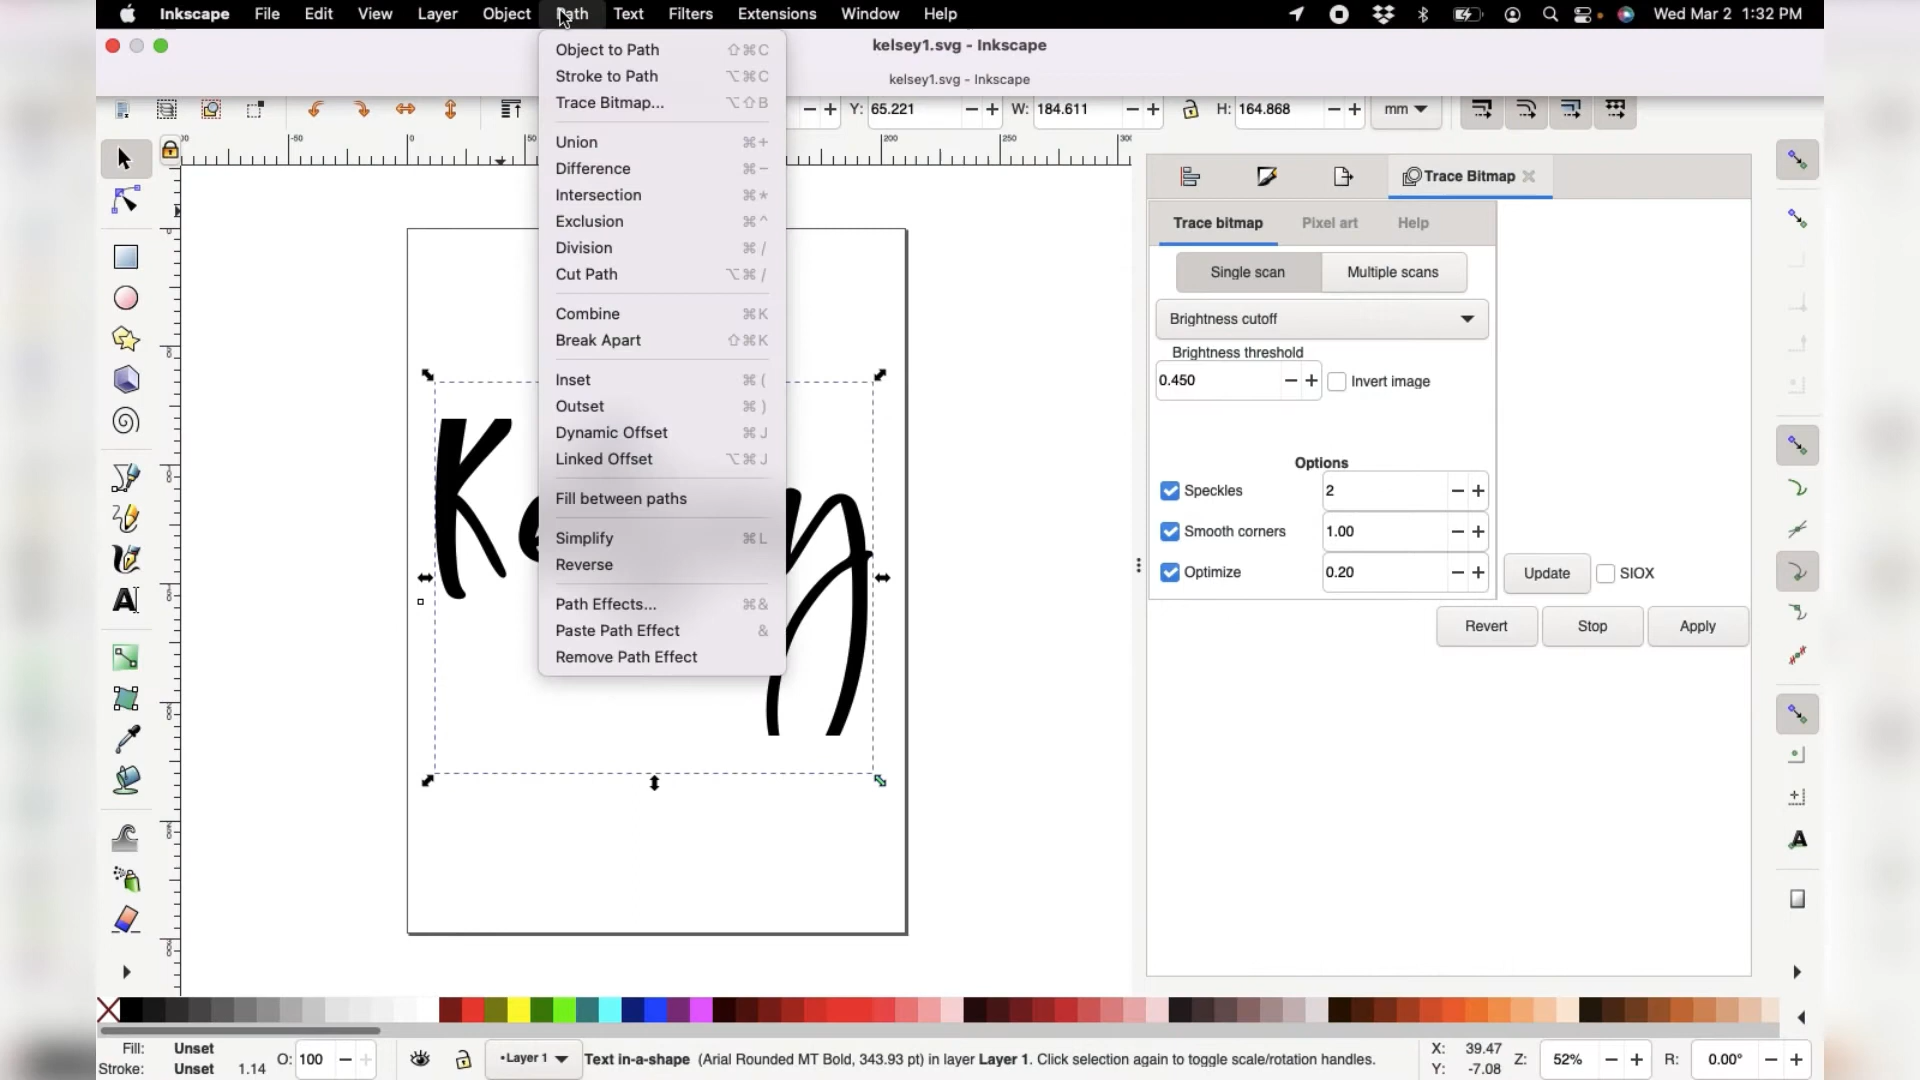 Inkscape File Edit View Layer Object Path Text Filters Extensions Window Help Wed Mar 2 1:32 PM
kelsey1.svg - Inkscape
kelsey1.svg - Inkscape
Y: 65.221 W: 184.611 H: 164.868 mm
Object to Path ⇧⌘C
Stroke to Path ⌥⌘C
Trace Bitmap... ⌥⇧B
Union ⌘+
Difference ⌘-
Intersection ⌘*
Exclusion ⌘^
Division ⌘/
Cut Path ⌥⌘/
Combine ⌘K
Break Apart ⇧⌘K
Inset ⌘(
Outset ⌘)
Dynamic Offset ⌘J
Linked Offset ⌥⌘J
Fill between paths
Simplify ⌘L
Reverse
Path Effects... ⌘&
Paste Path Effect &
Remove Path Effect
Trace Bitmap
Trace bitmap Pixel art Help
Single scan Multiple scans
Brightness cutoff
Brightness threshold
0.450 Invert image
Options
Speckles 2
Smooth corners 1.00
Optimize 0.20 Update SIOX
Revert Stop Apply
Fill: Unset
Stroke: Unset 1.14 O: 100 Layer 1 Text in-a-shape (Arial Rounded MT Bold, 343.93 pt) in layer Layer 1. Click selection again to toggle scale/rotation handles.
X: 39.47
Y: -7.08 Z: 52% R: 0.00°